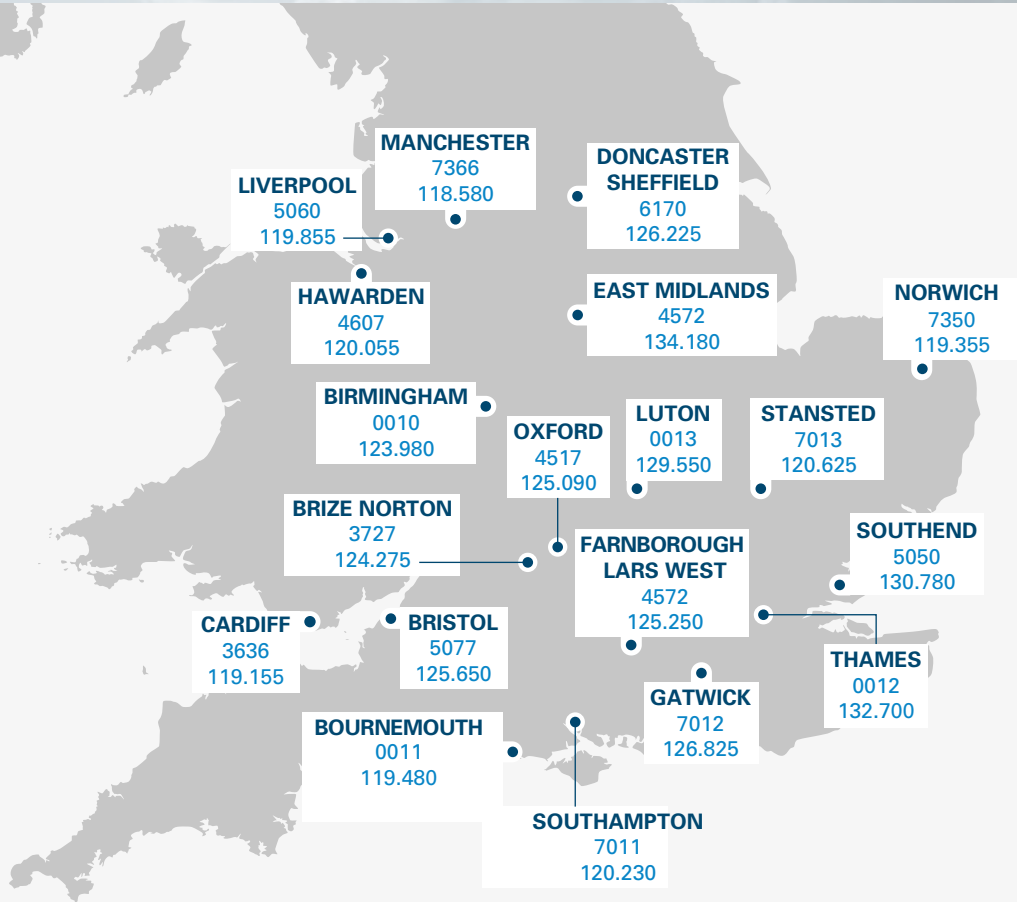 MANCHESTER
7366
118.580
DONCASTER
SHEFFIELD
6170
126.225
LIVERPOOL
5060
119.855
HAWARDEN
4607
120.055
EAST MIDLANDS
4572
134.180
NORWICH
7350
119.355
BIRMINGHAM
0010
123.980
OXFORD
4517
125.090
LUTON
0013
129.550
STANSTED
7013
120.625
BRIZE NORTON
3727
124.275
FARNBOROUGH
LARS WEST
4572
125.250
SOUTHEND
5050
130.780
CARDIFF
3636
119.155
BRISTOL
5077
125.650
THAMES
0012
132.700
GATWICK
7012
126.825
BOURNEMOUTH
0011
119.480
SOUTHAMPTON
7011
120.230